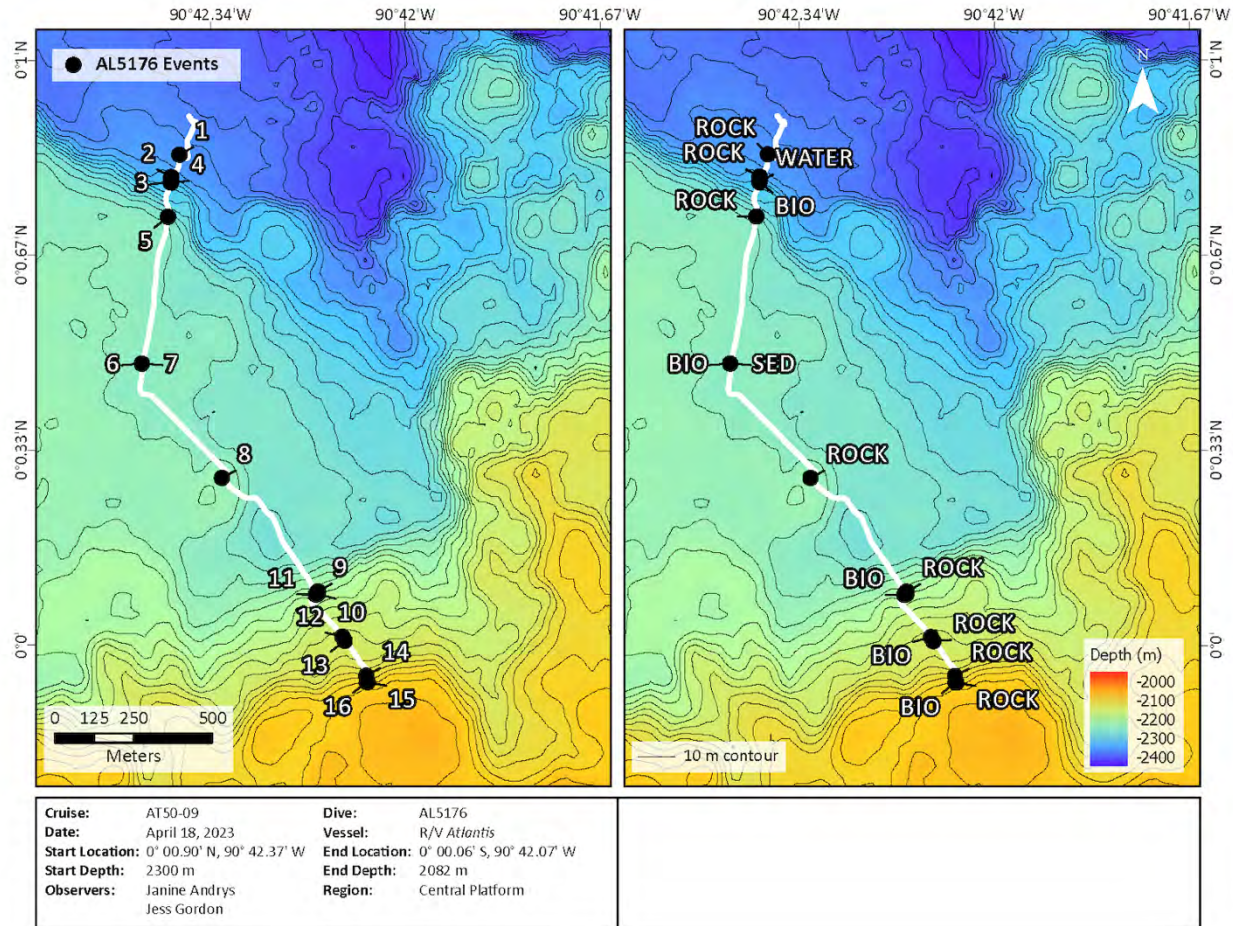 90°42.34'W 90°42'W 90°41.67'W 90°42.34'W 90°42'W 90°41.67'W
AL5176 Events
1
2
4
3
5
6 7
8
9
11
12 10
13
14
16 15
0 125 250 500
Meters
0°1'N
0°0.67'N
0°0.33'N
0°0'
N
ROCK
ROCK WATER
ROCK BIO
BIO SED
ROCK
ROCK
BIO
ROCK
BIO
ROCK
BIO ROCK
10 m contour
Depth (m)
-2000
-2100
-2200
-2300
-2400
0°1'N
0°0.67'N
0°0.33'N
0°0'
Cruise: AT50-09 Dive: AL5176
Date: April 18, 2023 Vessel: R/V Atlantis
Start Location: 0° 00.90' N, 90° 42.37' W End Location: 0° 00.06' S, 90° 42.07' W
Start Depth: 2300 m End Depth: 2082 m
Observers: Janine Andrys Region: Central Platform
Jess Gordon